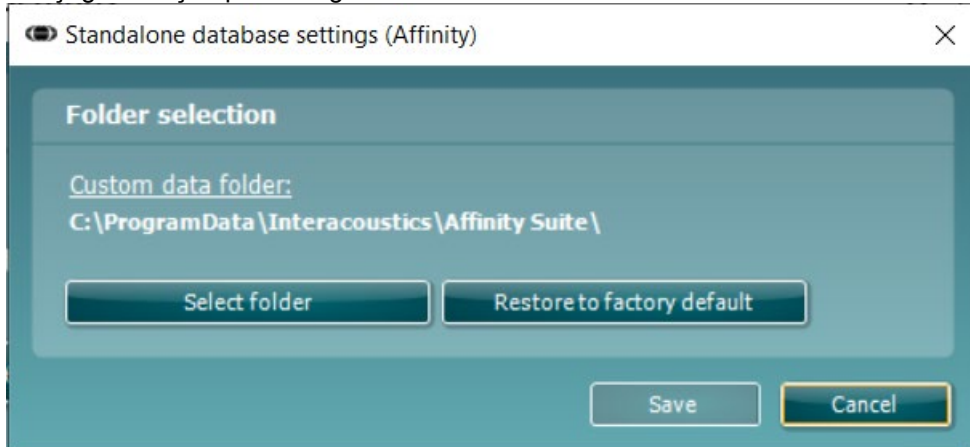 Standalone database settings (Affinity)
Folder selection
Custom data folder:
C:\ProgramData\Interacoustics\Affinity Suite\
Select folder Restore to factory default
Save Cancel